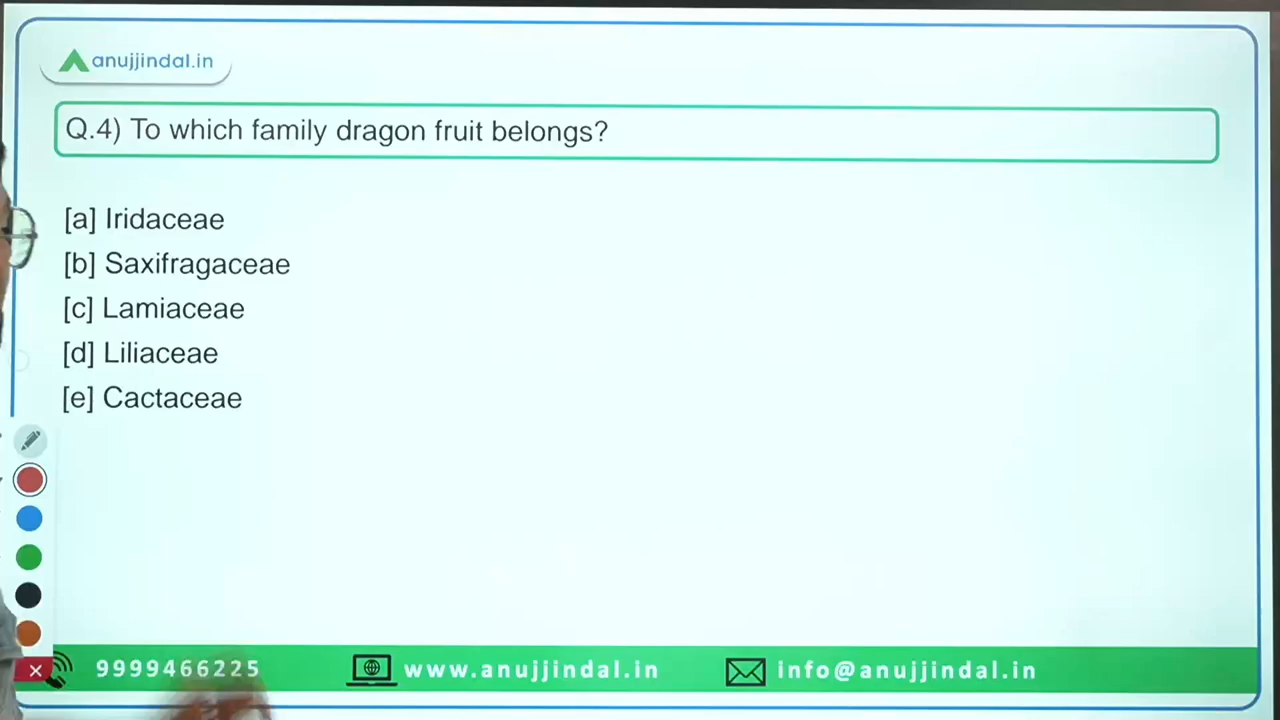 anujjindal.in
Q.4) To which family dragon fruit belongs?
[a] Iridaceae
[b] Saxifragaceae
[c] Lamiaceae
[d] Liliaceae
[e] Cactaceae
9999466225 www.anujjindal.in info@anujjindal.in